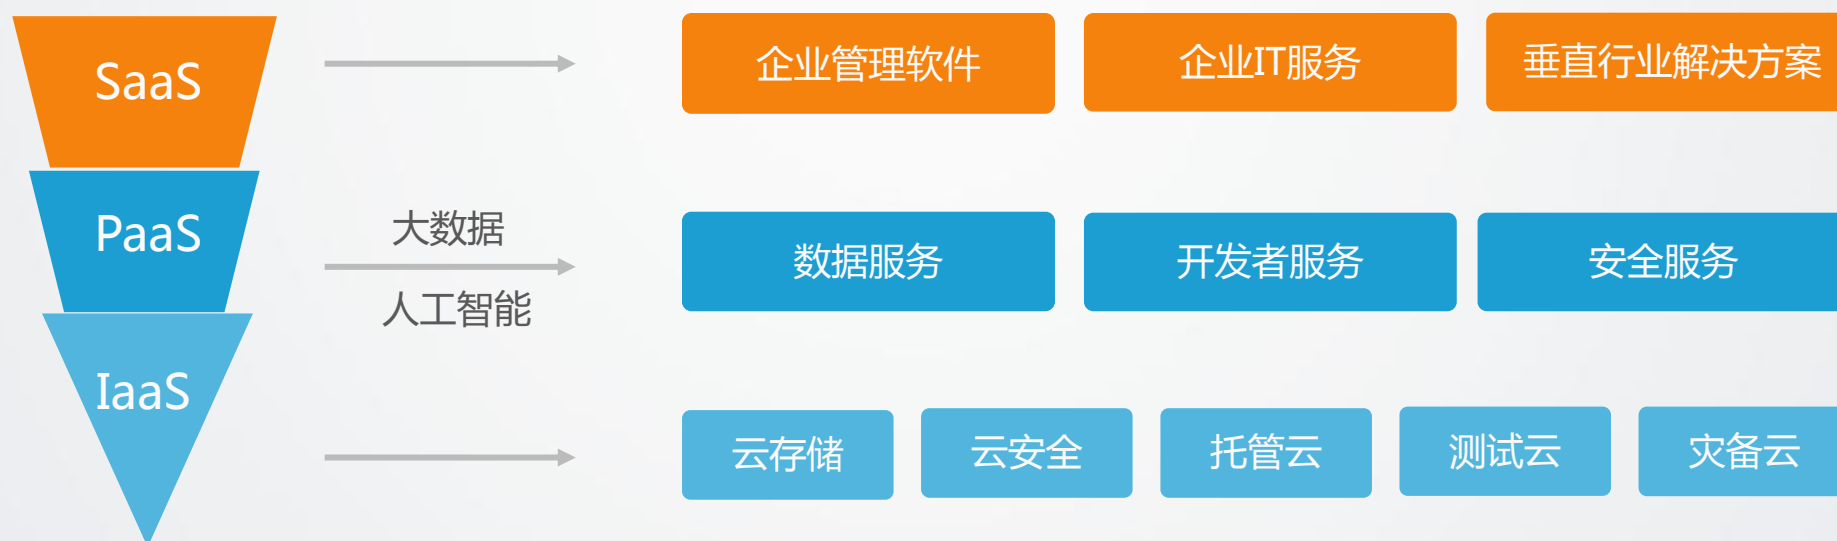 SaaS
企业管理软件
企业IT服务
垂直行业解决方案
PaaS
大数据
人工智能
数据服务
开发者服务
安全服务
IaaS
云存储
云安全
托管云
测试云
灾备云